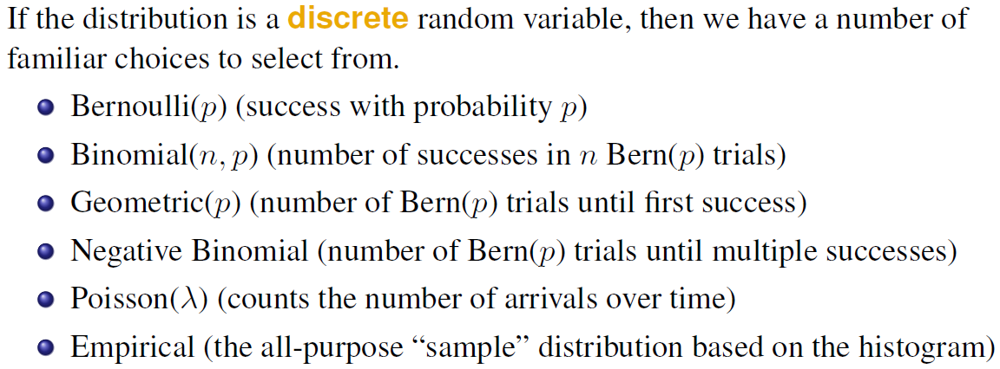 If the distribution is a discrete random variable, then we have a number of
familiar choices to select from.
Bernoulli(p) (success with probability p)
Binomial(n, p) (number of successes in n Bern(p) trials)
Geometric(p) (number of Bern(p) trials until first success)
Negative Binomial (number of Bern(p) trials until multiple successes)
Poisson(λ) (counts the number of arrivals over time)
Empirical (the all-purpose “sample” distribution based on the histogram)